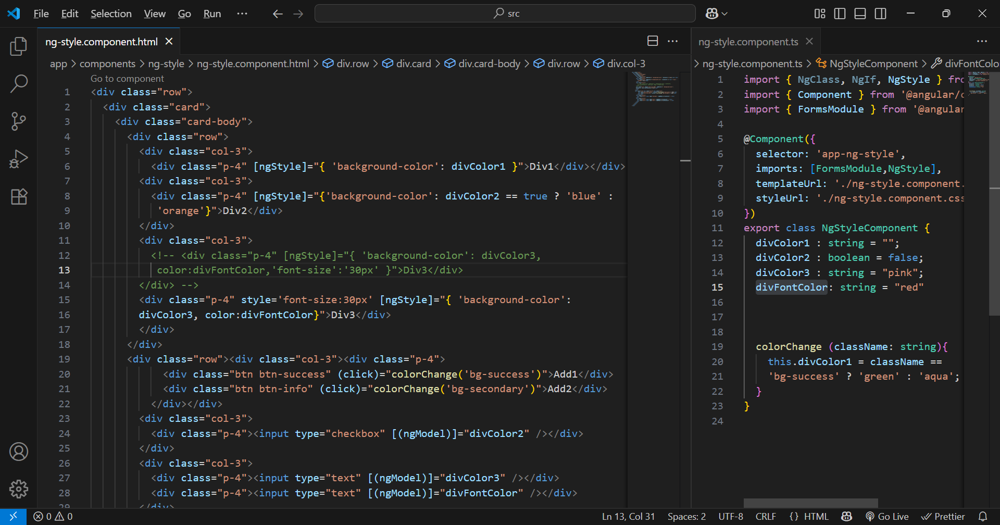 File Edit Selection View Go Run ··· src
ng-style.component.html
app > components > ng-style > ng-style.component.html > div.row > div.card > div.card-body > div.row > div.col-3
Go to component
1 <div class="row">
2 <div class="card">
3 <div class="card-body">
4 <div class="row">
5 <div class="col-3">
6 <div class="p-4" [ngStyle]="{ 'background-color': divColor1 }">Div1</div></div>
7 <div class="col-3">
8 <div class="p-4" [ngStyle]="{'background-color': divColor2 == true ? 'blue' :
9 'orange'}">Div2</div>
10 </div>
11 <div class="col-3">
12 <!-- <div class="p-4" [ngStyle]="{ 'background-color': divColor3,
13 color:divFontColor,'font-size':'30px' }">Div3</div>
14 </div> -->
15 <div class="p-4" style='font-size:30px' [ngStyle]="{ 'background-color':
16 divColor3, color:divFontColor}">Div3</div>
17 </div>
18 </div>
19 <div class="row"><div class="col-3"><div class="p-4">
20 <div class="btn btn-success" (click)="colorChange('bg-success')">Add1</div>
21 <div class="btn btn-info" (click)="colorChange('bg-secondary')">Add2</div>
22 </div></div>
23 <div class="col-3">
24 <div class="p-4"><input type="checkbox" [(ngModel)]="divColor2" /></div>
25 </div>
26 <div class="col-3">
27 <div class="p-4"><input type="text" [(ngModel)]="divColor3" /></div>
28 <div class="p-4"><input type="text" [(ngModel)]="divFontColor" /></div>
29 </div>
ng-style.component.ts
> ng-style.component.ts > NgStyleComponent > divFontColo
1 import { NgClass, NgIf, NgStyle } fro
2 import { Component } from '@angular/c
3 import { FormsModule } from '@angular
4
5 @Component({
6 selector: 'app-ng-style',
7 imports: [FormsModule,NgStyle],
8 templateUrl: './ng-style.component.
9 styleUrl: './ng-style.component.css
10 })
11 export class NgStyleComponent {
12 divColor1 : string = "";
13 divColor2 : boolean = false;
14 divColor3 : string = "pink";
15 divFontColor: string = "red"
16
17
18
19 colorChange (className: string){
20 this.divColor1 = className ==
21 'bg-success' ? 'green' : 'aqua';
22 }
23 }
24
0 0 Ln 13, Col 31 Spaces: 2 UTF-8 CRLF {} HTML Go Live Prettier